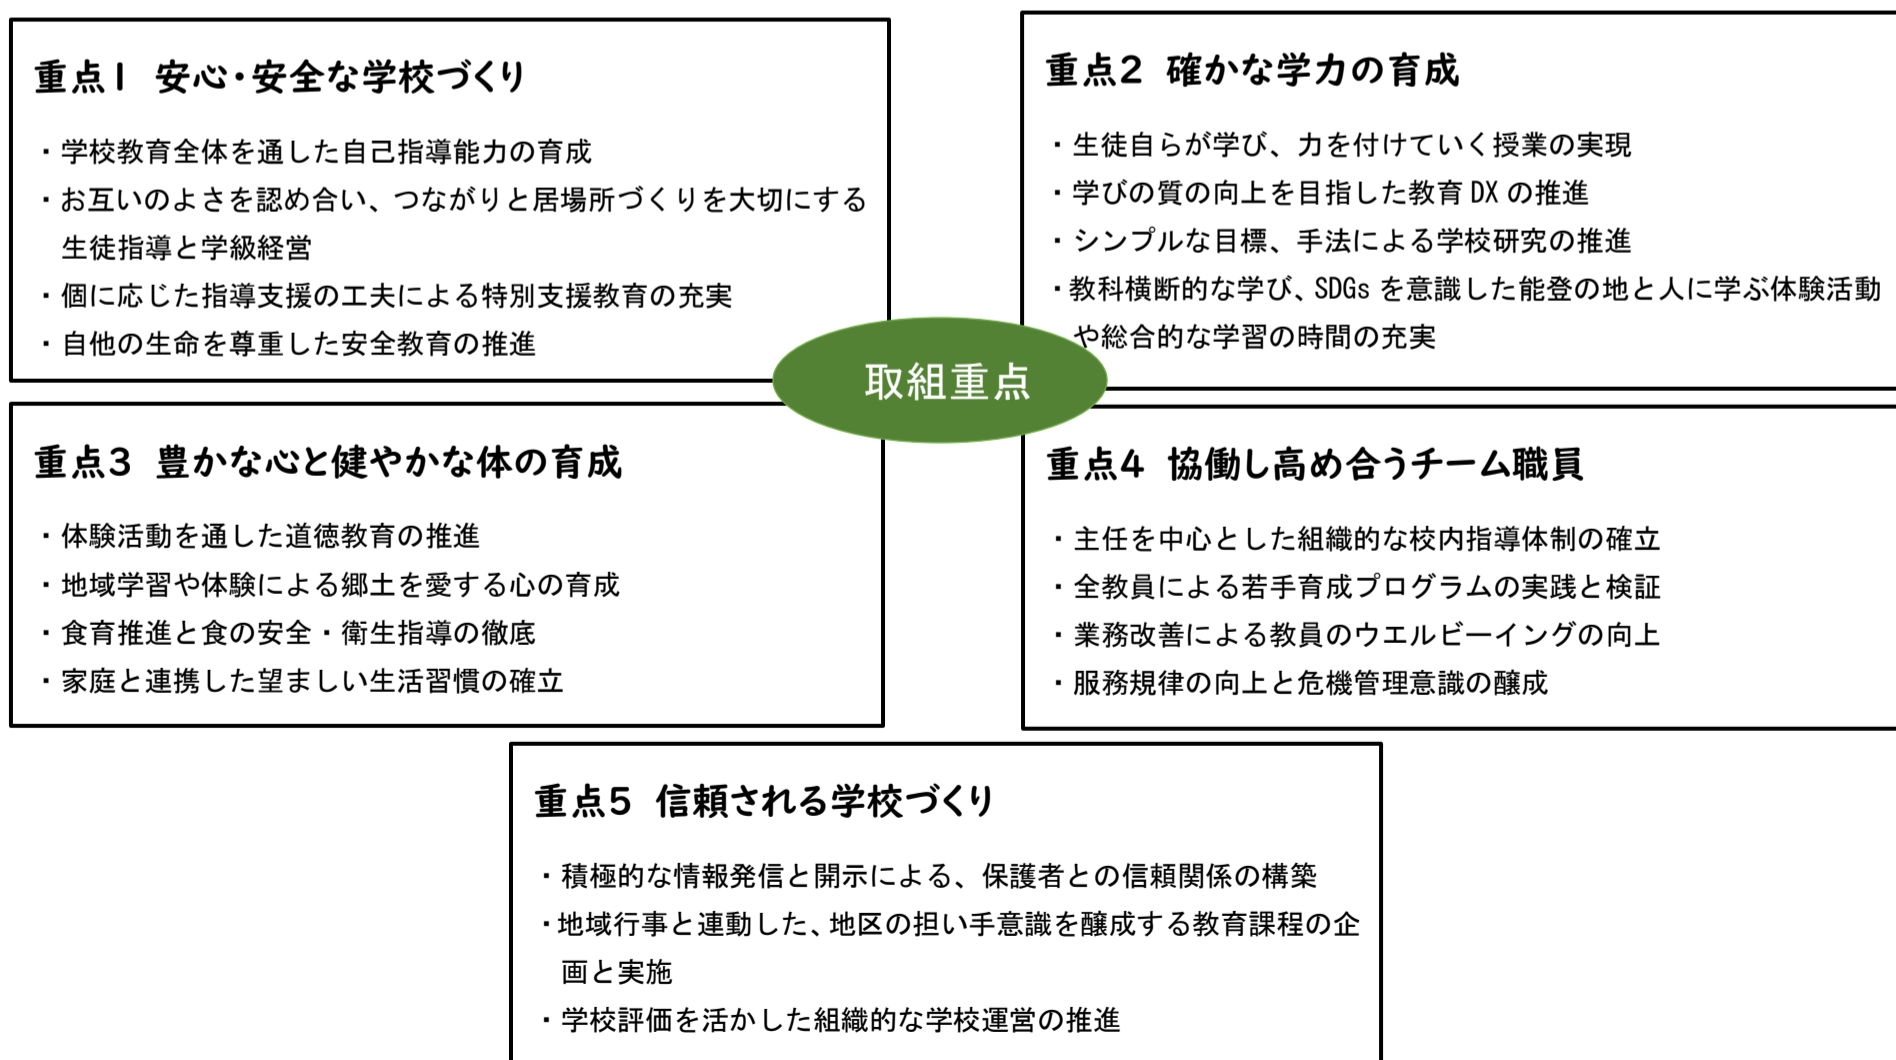 重点1 安心・安全な学校づくり
・学校教育全体を通した自己指導能力の育成
・お互いのよさを認め合い、つながりと居場所づくりを大切にする
生徒指導と学級経営
・個に応じた指導支援の工夫による特別支援教育の充実
・自他の生命を尊重した安全教育の推進
重点2 確かな学力の育成
・生徒自らが学び、力を付けていく授業の実現
・学びの質の向上を目指した教育 DX の推進
・シンプルな目標、手法による学校研究の推進
・教科横断的な学び、SDGs を意識した能登の地と人に学ぶ体験活動
や総合的な学習の時間の充実
取組重点
重点3 豊かな心と健やかな体の育成
・体験活動を通した道徳教育の推進
・地域学習や体験による郷土を愛する心の育成
・食育推進と食の安全・衛生指導の徹底
・家庭と連携した望ましい生活習慣の確立
重点4 協働し高め合うチーム職員
・主任を中心とした組織的な校内指導体制の確立
・全教員による若手育成プログラムの実践と検証
・業務改善による教員のウエルビーイングの向上
・服務規律の向上と危機管理意識の醸成
重点5 信頼される学校づくり
・積極的な情報発信と開示による、保護者との信頼関係の構築
・地域行事と連動した、地区の担い手意識を醸成する教育課程の企
画と実施
・学校評価を活かした組織的な学校運営の推進